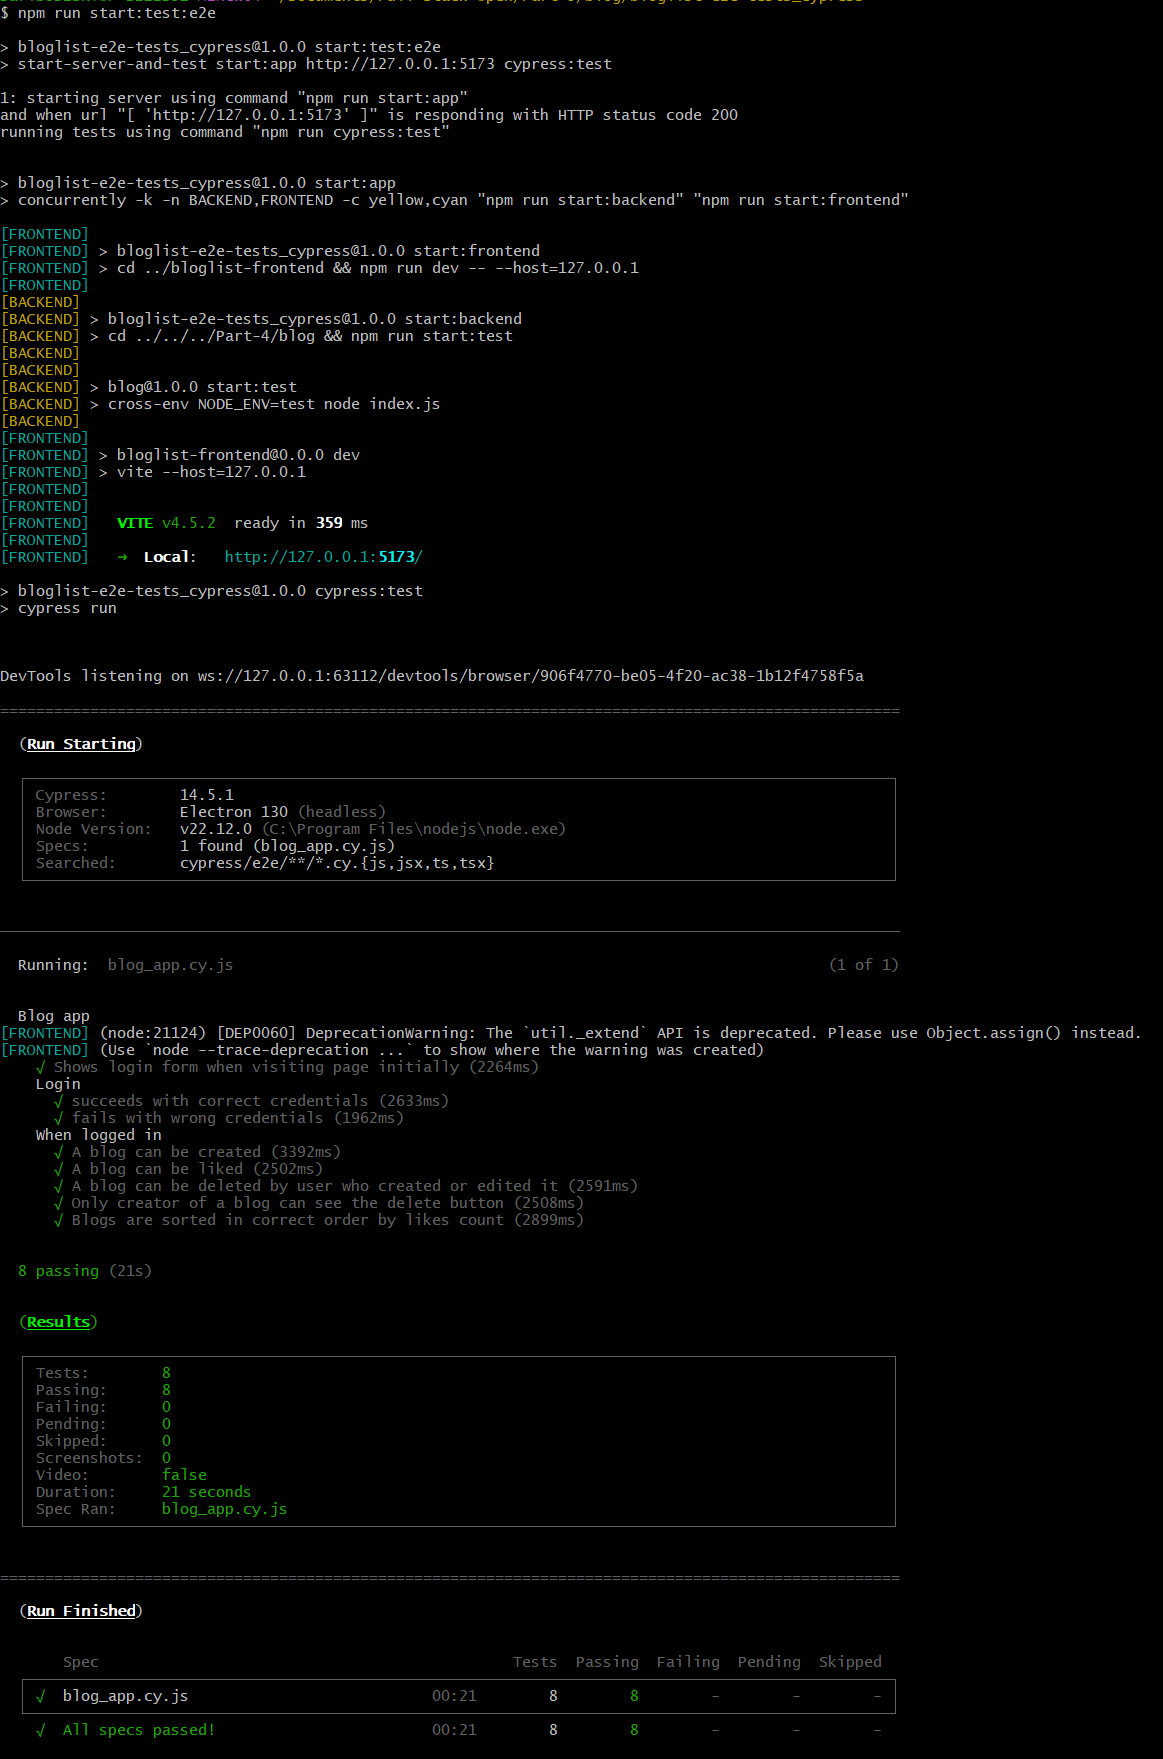 $ npm run start:test:e2e
> bloglist-e2e-tests_cypress@1.0.0 start:test:e2e
> start-server-and-test start:app http://127.0.0.1:5173 cypress:test
1: starting server using command "npm run start:app"
and when url "[ 'http://127.0.0.1:5173' ]" is responding with HTTP status code 200
running tests using command "npm run cypress:test"
> bloglist-e2e-tests_cypress@1.0.0 start:app
> concurrently -k -n BACKEND,FRONTEND -c yellow,cyan "npm run start:backend" "npm run start:frontend"
[FRONTEND]
[FRONTEND] > bloglist-e2e-tests_cypress@1.0.0 start:frontend
[FRONTEND] > cd ../bloglist-frontend && npm run dev -- --host=127.0.0.1
[FRONTEND]
[BACKEND]
[BACKEND] > bloglist-e2e-tests_cypress@1.0.0 start:backend
[BACKEND] > cd ../../../Part-4/blog && npm run start:test
[BACKEND]
[BACKEND]
[BACKEND] > blog@1.0.0 start:test
[BACKEND] > cross-env NODE_ENV=test node index.js
[BACKEND]
[FRONTEND]
[FRONTEND] > bloglist-frontend@0.0.0 dev
[FRONTEND] > vite --host=127.0.0.1
[FRONTEND]
[FRONTEND]
[FRONTEND] VITE v4.5.2 ready in 359 ms
[FRONTEND]
[FRONTEND] ➜ Local: http://127.0.0.1:5173/
> bloglist-e2e-tests_cypress@1.0.0 cypress:test
> cypress run
DevTools listening on ws://127.0.0.1:63112/devtools/browser/906f4770-be05-4f20-ac38-1b12f4758f5a
====================================================================================================
(Run Starting)
Cypress: 14.5.1
Browser: Electron 130 (headless)
Node Version: v22.12.0 (C:\Program Files\nodejs\node.exe)
Specs: 1 found (blog_app.cy.js)
Searched: cypress/e2e/**/*.cy.{js,jsx,ts,tsx}
Running: blog_app.cy.js (1 of 1)
Blog app
[FRONTEND] (node:21124) [DEP0060] DeprecationWarning: The `util._extend` API is deprecated. Please use Object.assign() instead.
[FRONTEND] (Use `node --trace-deprecation ...` to show where the warning was created)
√ Shows login form when visiting page initially (2264ms)
Login
√ succeeds with correct credentials (2633ms)
√ fails with wrong credentials (1962ms)
When logged in
√ A blog can be created (3392ms)
√ A blog can be liked (2502ms)
√ A blog can be deleted by user who created or edited it (2591ms)
√ Only creator of a blog can see the delete button (2508ms)
√ Blogs are sorted in correct order by likes count (2899ms)
8 passing (21s)
(Results)
Tests: 8
Passing: 8
Failing: 0
Pending: 0
Skipped: 0
Screenshots: 0
Video: false
Duration: 21 seconds
Spec Ran: blog_app.cy.js
====================================================================================================
(Run Finished)
Spec Tests Passing Failing Pending Skipped
√ blog_app.cy.js 00:21 8 8 - - -
√ All specs passed! 00:21 8 8 - - -